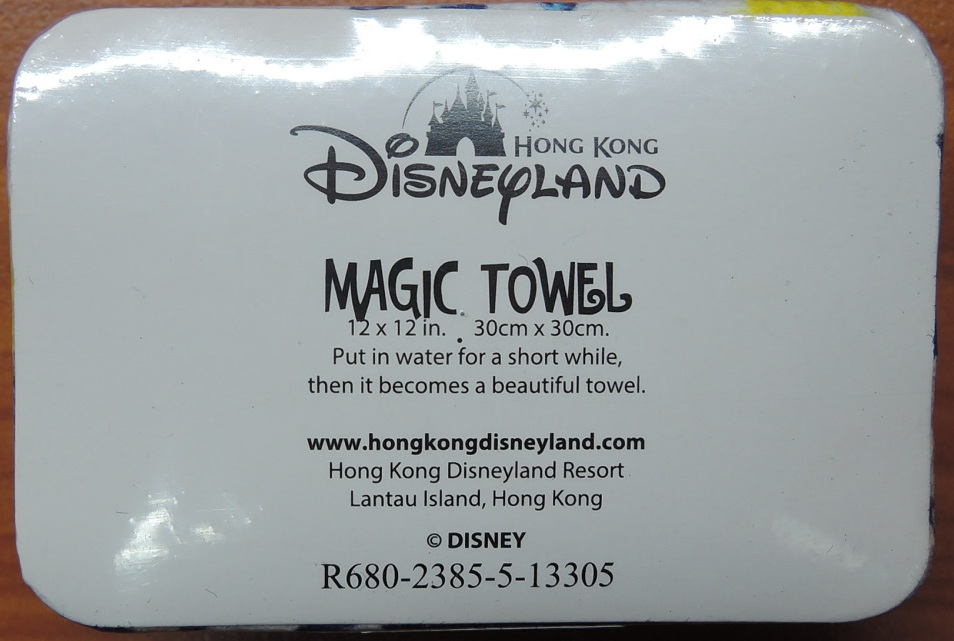 HONG KONG
DISNEYLAND
MAGIC TOWEL
12 x 12 in. 30cm x 30cm.
Put in water for a short while,
then it becomes a beautiful towel.
www.hongkongdisneyland.com
Hong Kong Disneyland Resort
Lantau Island, Hong Kong
© DISNEY
R680-2385-5-13305